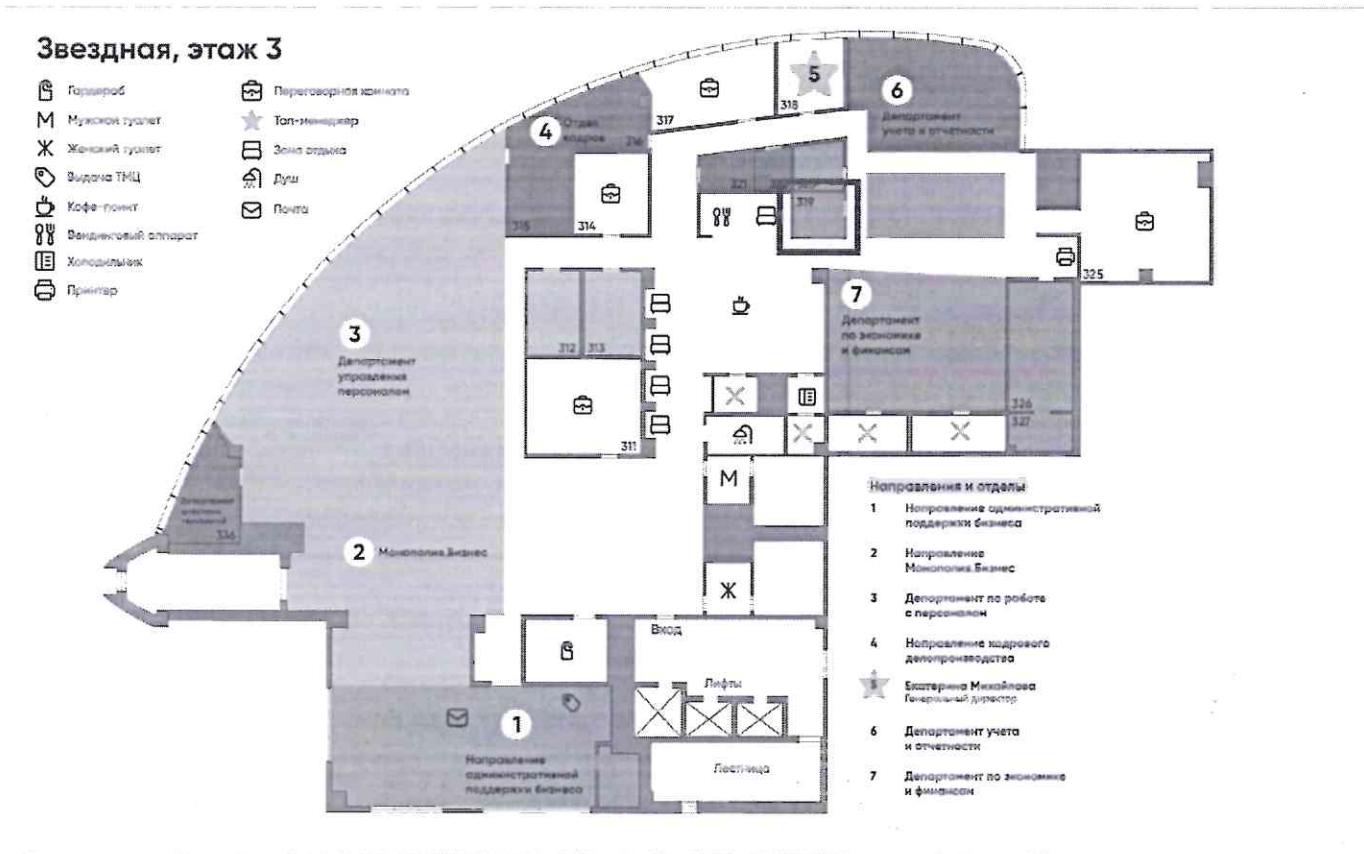 Звездная, этаж 3
Гардероб
Мужской туалет
Женский туалет
Выдача ТМЦ
Кофе-поинт
Вендинговый аппарат
Холодильник
Принтер
Переговорная комната
Топ-менеджер
Зона отдыха
Душ
Почта
4
Отдел
кадров
316
317
5
318
6
Департамент
учета и отчетности
315
314
321
319
325
3
Департамент
управления
персоналом
312
313
311
7
Департамент
по экономике
и финансам
326
327
336
2
Монополия.Бизнес
М
Ж
Вход
Лифты
Лестница
1
Направление
административной
поддержки бизнеса
Направления и отделы
1 Направление административной
поддержки бизнеса
2 Направление
Монополия.Бизнес
3 Департамент по работе
с персоналом
4 Направление кадрового
делопроизводства
5 Екатерина Михайлова
Генеральный директор
6 Департамент учета
и отчетности
7 Департамент по экономике
и финансам